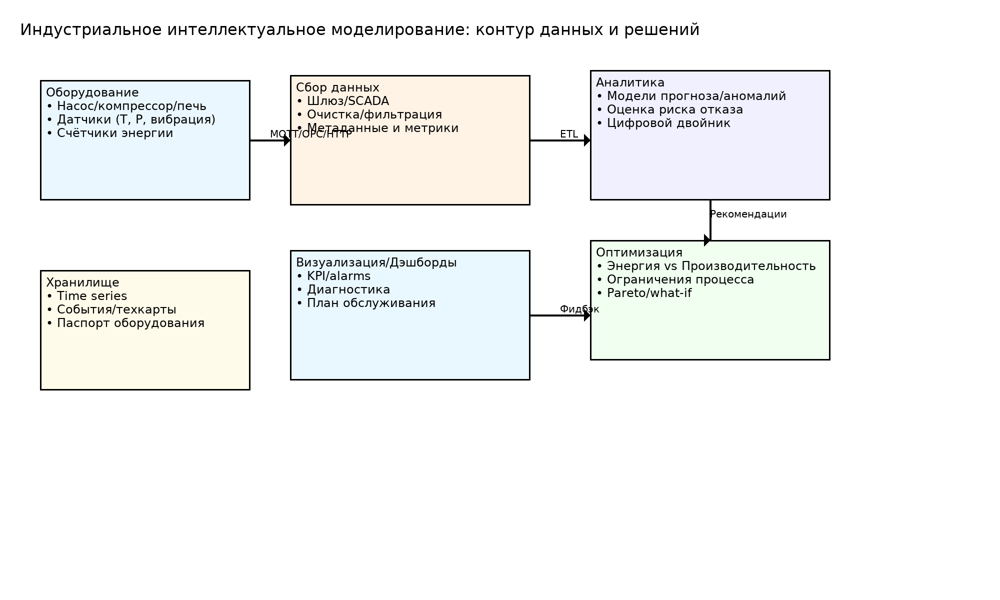 Индустриальное интеллектуальное моделирование: контур данных и решений
Оборудование
• Насос/компрессор/печь
• Датчики (T, P, вибрация)
• Счётчики энергии
MQTT/OPC/HTTP
Сбор данных
• Шлюз/SCADA
• Очистка/фильтрация
• Метаданные и метрики
ETL
Аналитика
• Модели прогноза/аномалий
• Оценка риска отказа
• Цифровой двойник
Рекомендации
Хранилище
• Time series
• События/техкарты
• Паспорт оборудования
Визуализация/Дэшборды
• KPI/alarms
• Диагностика
• План обслуживания
Фидбэк
Оптимизация
• Энергия vs Производительность
• Ограничения процесса
• Pareto/what-if